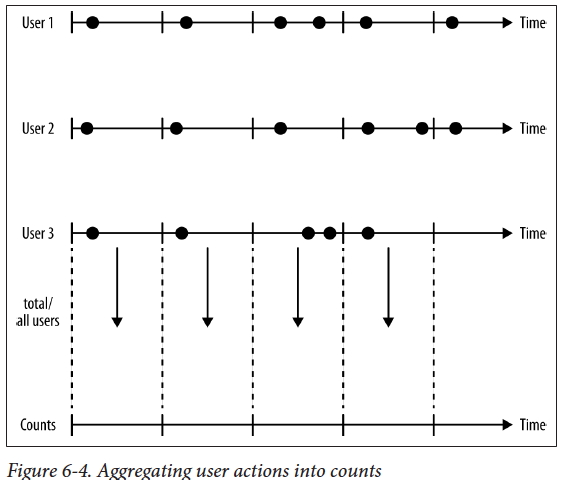 User 1
Time
User 2
Time
User 3
Time
total/
all users
Counts
Time
Figure 6-4. Aggregating user actions into counts